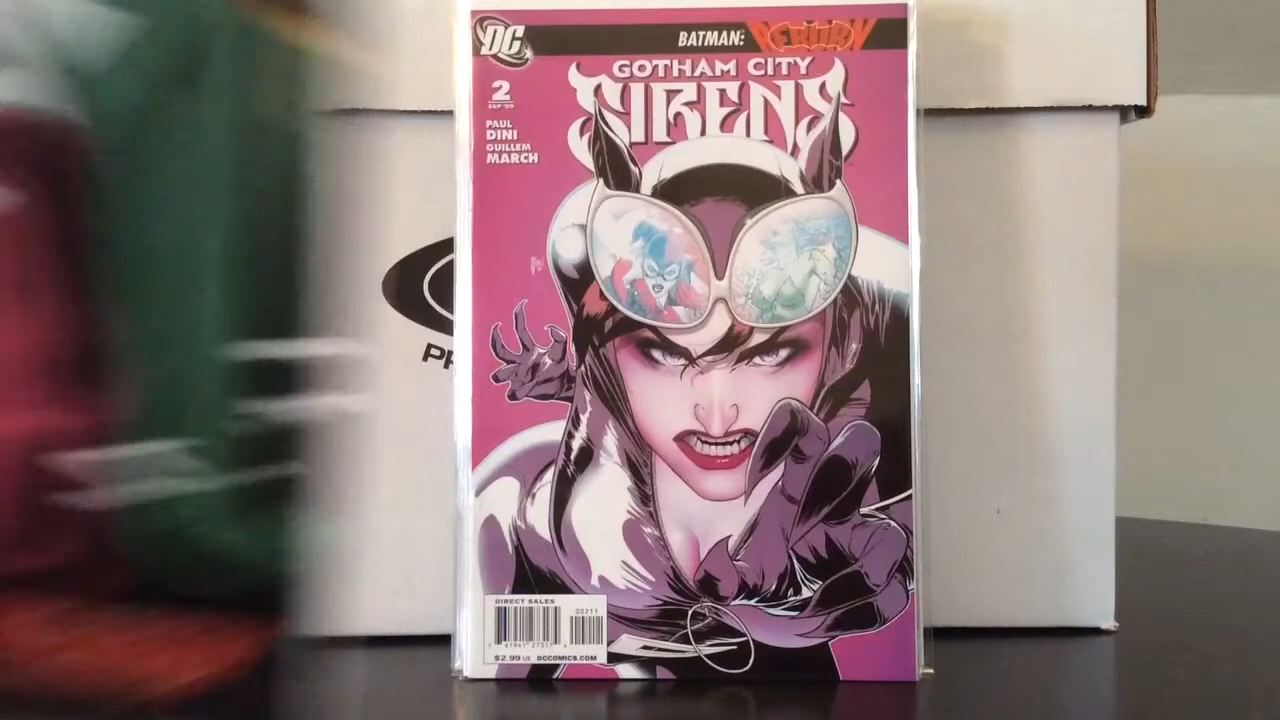 DC
BATMAN: REBORN
GOTHAM CITY
SIRENS
2
SEP '09
PAUL
DINI
GUILLEM
MARCH
DIRECT SALES
00211
$2.99 US DCCOMICS.COM